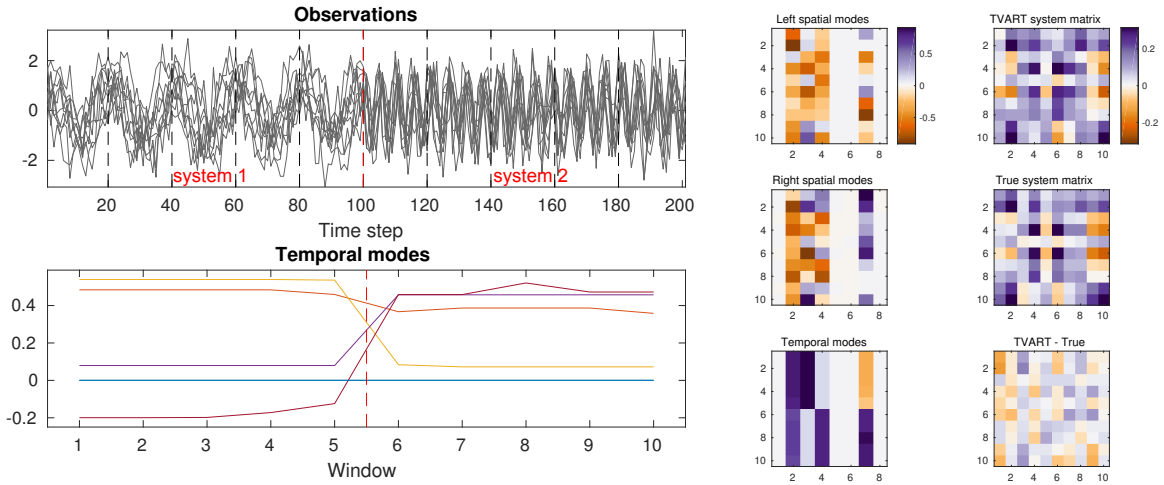 Observations
2
0
-2
system 1
system 2
20 40 60 80 100 120 140 160 180 200
Time step
Temporal modes
0.4
0.2
0
-0.2
1 2 3 4 5 6 7 8 9 10
Window
Left spatial modes
2
4
6
8
10
2 4 6 8
0.5
0
-0.5
TVART system matrix
2
4
6
8
10
2 4 6 8 10
0.2
0
-0.2
Right spatial modes
2
4
6
8
10
2 4 6 8
True system matrix
2
4
6
8
10
2 4 6 8 10
Temporal modes
2
4
6
8
10
2 4 6 8
TVART - True
2
4
6
8
10
2 4 6 8 10